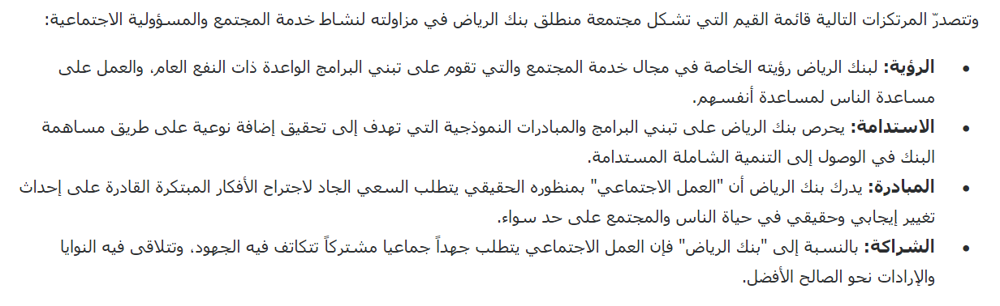 وتتصدرّ المرتكزات التالية قائمة القيم التي تشكل مجتمعة منطلق بنك الرياض في مزاولته لنشاط خدمة المجتمع والمسؤولية الاجتماعية:
• الرؤية: لبنك الرياض رؤيته الخاصة في مجال خدمة المجتمع والتي تقوم على تبني البرامج الواعدة ذات النفع العام، والعمل على
مساعدة الناس لمساعدة أنفسهم.
• الاستدامة: يحرص بنك الرياض على تبني البرامج والمبادرات النموذجية التي تهدف إلى تحقيق إضافة نوعية على طريق مساهمة
البنك في الوصول إلى التنمية الشاملة المستدامة.
• المبادرة: يدرك بنك الرياض أن "العمل الاجتماعي" بمنظوره الحقيقي يتطلب السعي الجاد لاجتراح الأفكار المبتكرة القادرة على إحداث
تغيير إيجابي وحقيقي في حياة الناس والمجتمع على حد سواء.
• الشراكة: بالنسبة إلى "بنك الرياض" فإن العمل الاجتماعي يتطلب جهداً جماعيا مشتركاً تتكاتف فيه الجهود، وتتلاقى فيه النوايا
والإرادات نحو الصالح الأفضل.